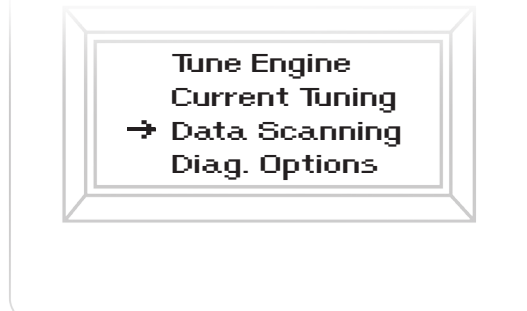 Tune Engine
Current Tuning
→ Data Scanning
Diag. Options